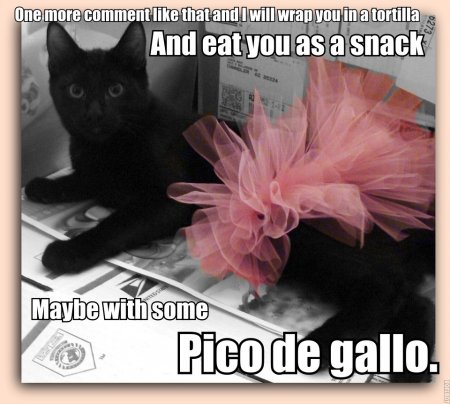 One more comment like that and I will wrap you in a tortilla
And eat you as a snack
Maybe with some
Pico de gallo.